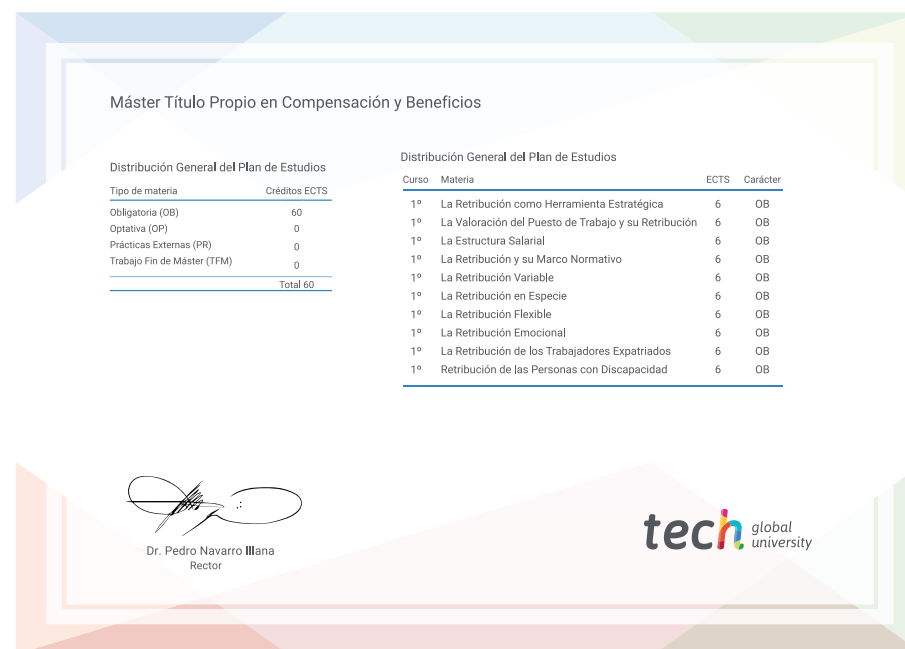 Máster Título Propio en Compensación y Beneficios
Distribución General del Plan de Estudios
Tipo de materia Créditos ECTS
Obligatoria (OB) 60
Optativa (OP) 0
Prácticas Externas (PR) 0
Trabajo Fin de Máster (TFM) 0
Total 60
Distribución General del Plan de Estudios
Curso Materia ECTS Carácter
1º La Retribución como Herramienta Estratégica 6 OB
1º La Valoración del Puesto de Trabajo y su Retribución 6 OB
1º La Estructura Salarial 6 OB
1º La Retribución y su Marco Normativo 6 OB
1º La Retribución Variable 6 OB
1º La Retribución en Especie 6 OB
1º La Retribución Flexible 6 OB
1º La Retribución Emocional 6 OB
1º La Retribución de los Trabajadores Expatriados 6 OB
1º Retribución de las Personas con Discapacidad 6 OB
Dr. Pedro Navarro Illana
Rector
tech global
university